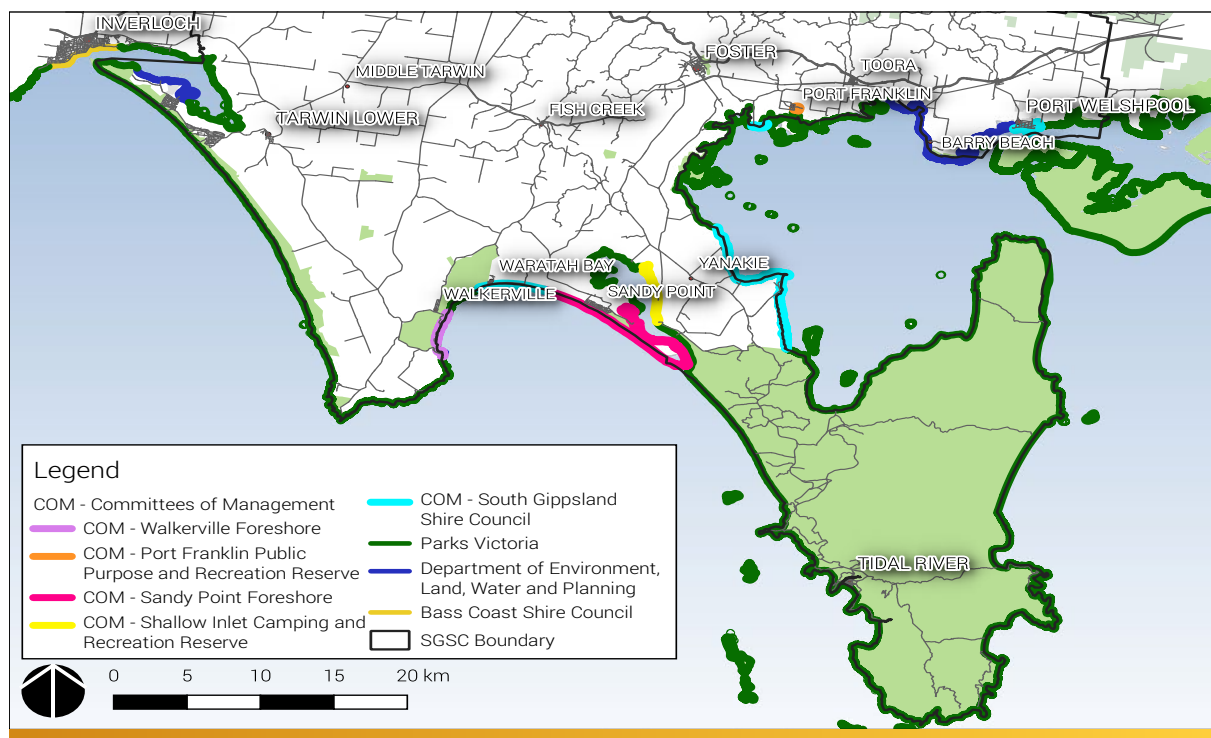 INVERLOCH
FOSTER
TOORA
MIDDLE TARWIN
PORT FRANKLIN
PORT WELSHPOOL
FISH CREEK
TARWIN LOWER
BARRY BEACH
WARATAH BAY
YANAKIE
WALKERVILLE
SANDY POINT
TIDAL RIVER
Legend
COM - Committees of Management
COM - Walkerville Foreshore
COM - Port Franklin Public
Purpose and Recreation Reserve
COM - Sandy Point Foreshore
COM - Shallow Inlet Camping and
Recreation Reserve
COM - South Gippsland
Shire Council
Parks Victoria
Department of Environment,
Land, Water and Planning
Bass Coast Shire Council
SGSC Boundary
0 5 10 15 20 km